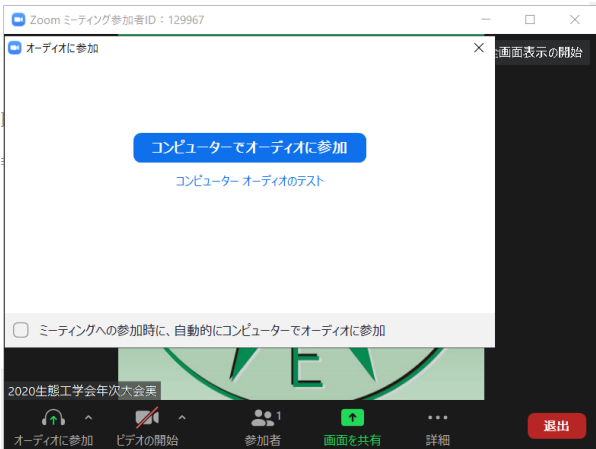 Zoom ミーティング参加者ID：129967
オーディオに参加
画面表示の開始
コンピューターでオーディオに参加
コンピューター オーディオのテスト
ミーティングへの参加時に、自動的にコンピューターでオーディオに参加
E
2020生態工学会年次大会実
1
オーディオに参加
ビデオの開始
参加者
画面を共有
詳細
退出